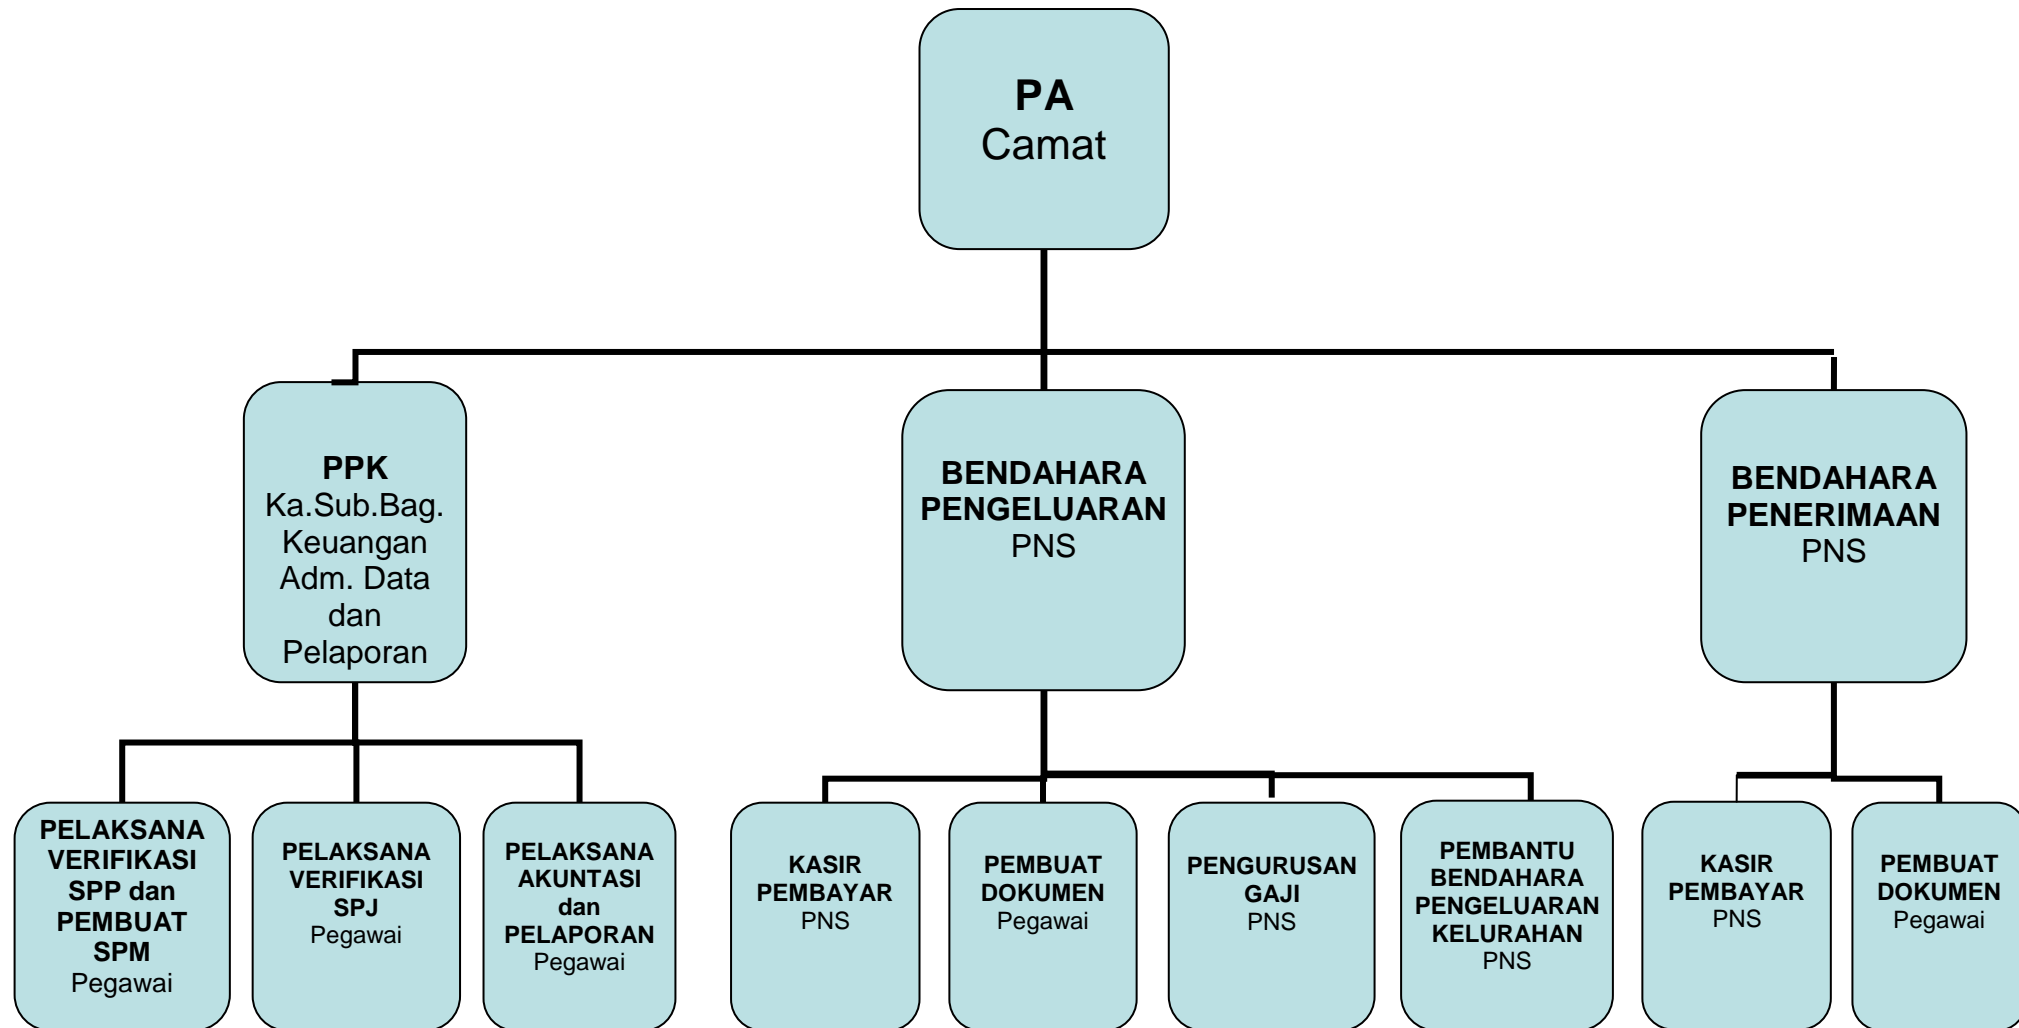 PA
Camat
PPK
Ka.Sub.Bag.
Keuangan
Adm. Data
dan
Pelaporan
BENDAHARA
PENGELUARAN
PNS
BENDAHARA
PENERIMAAN
PNS
PELAKSANA
VERIFIKASI
SPP dan
PEMBUAT
SPM
Pegawai
PELAKSANA
VERIFIKASI
SPJ
Pegawai
PELAKSANA
AKUNTASI
dan
PELAPORAN
Pegawai
KASIR
PEMBAYAR
PNS
PEMBUAT
DOKUMEN
Pegawai
PENGURUSAN
GAJI
PNS
PEMBANTU
BENDAHARA
PENGELUARAN
KELURAHAN
PNS
KASIR
PEMBAYAR
PNS
PEMBUAT
DOKUMEN
Pegawai